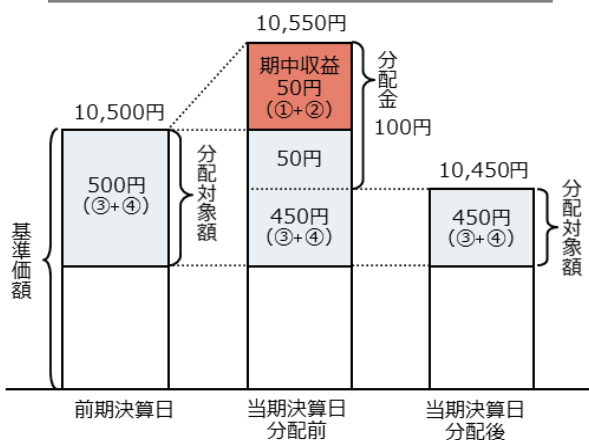 10,550円
期中収益
50円
(①+②)
分配金
100円
10,500円
500円
(③+④)
分配対象額
50円
450円
(③+④)
10,450円
450円
(③+④)
分配対象額
基準価額
前期決算日
当期決算日
分配前
当期決算日
分配後